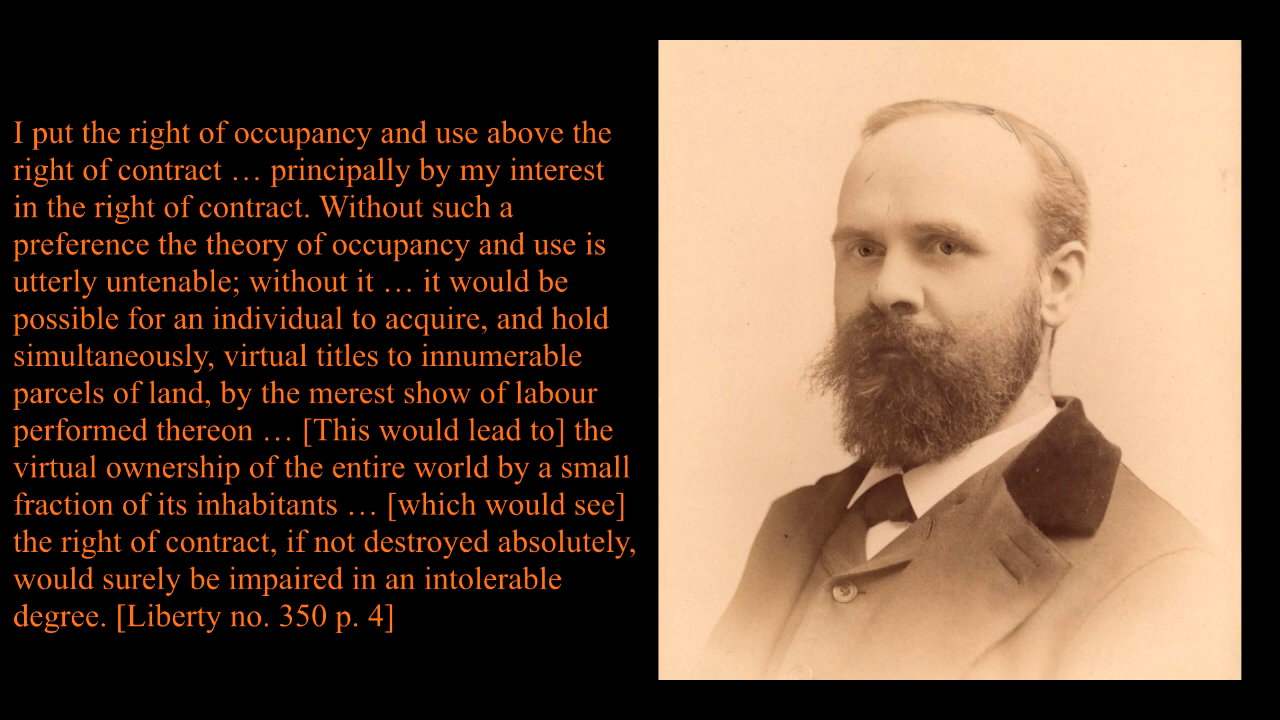 I put the right of occupancy and use above the
right of contract … principally by my interest
in the right of contract. Without such a
preference the theory of occupancy and use is
utterly untenable; without it … it would be
possible for an individual to acquire, and hold
simultaneously, virtual titles to innumerable
parcels of land, by the merest show of labour
performed thereon … [This would lead to] the
virtual ownership of the entire world by a small
fraction of its inhabitants … [which would see]
the right of contract, if not destroyed absolutely,
would surely be impaired in an intolerable
degree. [Liberty no. 350 p. 4]